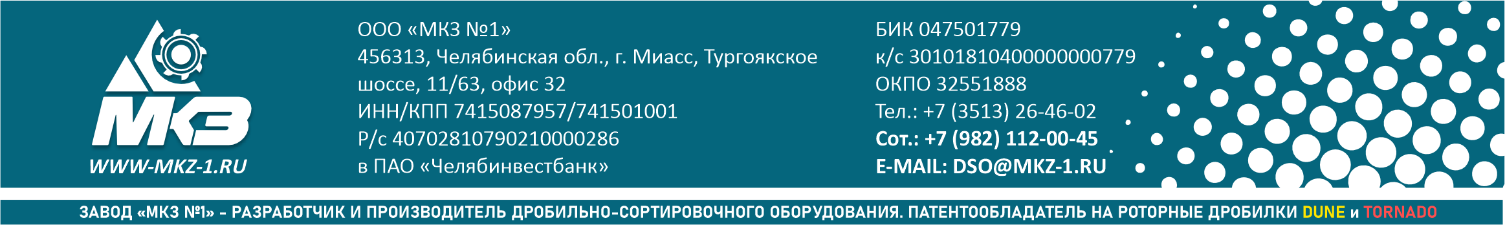 МКЗ
WWW-MKZ-1.RU
ООО «МКЗ №1»
456313, Челябинская обл., г. Миасс, Тургоякское
шоссе, 11/63, офис 32
ИНН/КПП 7415087957/741501001
Р/с 40702810790210000286
в ПАО «Челябинвестбанк»
БИК 047501779
к/с 30101810400000000779
ОКПО 32551888
Тел.: +7 (3513) 26-46-02
Сот.: +7 (982) 112-00-45
E-MAIL: DSO@MKZ-1.RU
ЗАВОД «МКЗ №1» - РАЗРАБОТЧИК И ПРОИЗВОДИТЕЛЬ ДРОБИЛЬНО-СОРТИРОВОЧНОГО ОБОРУДОВАНИЯ. ПАТЕНТООБЛАДАТЕЛЬ НА РОТОРНЫЕ ДРОБИЛКИ DUNE и TORNADO